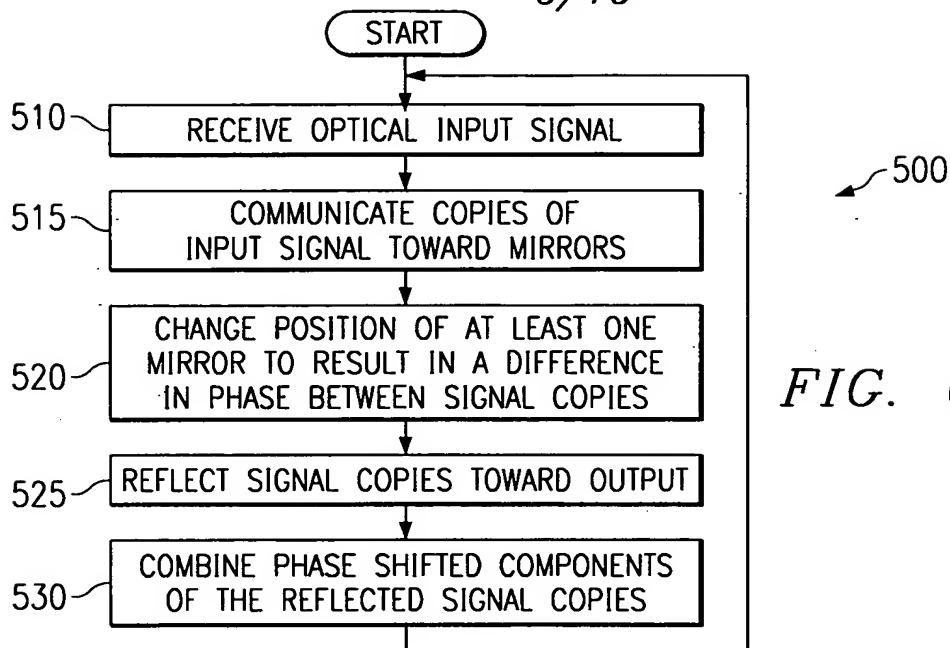 START
510
RECEIVE OPTICAL INPUT SIGNAL
500
515
COMMUNICATE COPIES OF
INPUT SIGNAL TOWARD MIRRORS
520
CHANGE POSITION OF AT LEAST ONE
MIRROR TO RESULT IN A DIFFERENCE
IN PHASE BETWEEN SIGNAL COPIES
FIG.
525
REFLECT SIGNAL COPIES TOWARD OUTPUT
530
COMBINE PHASE SHIFTED COMPONENTS
OF THE REFLECTED SIGNAL COPIES